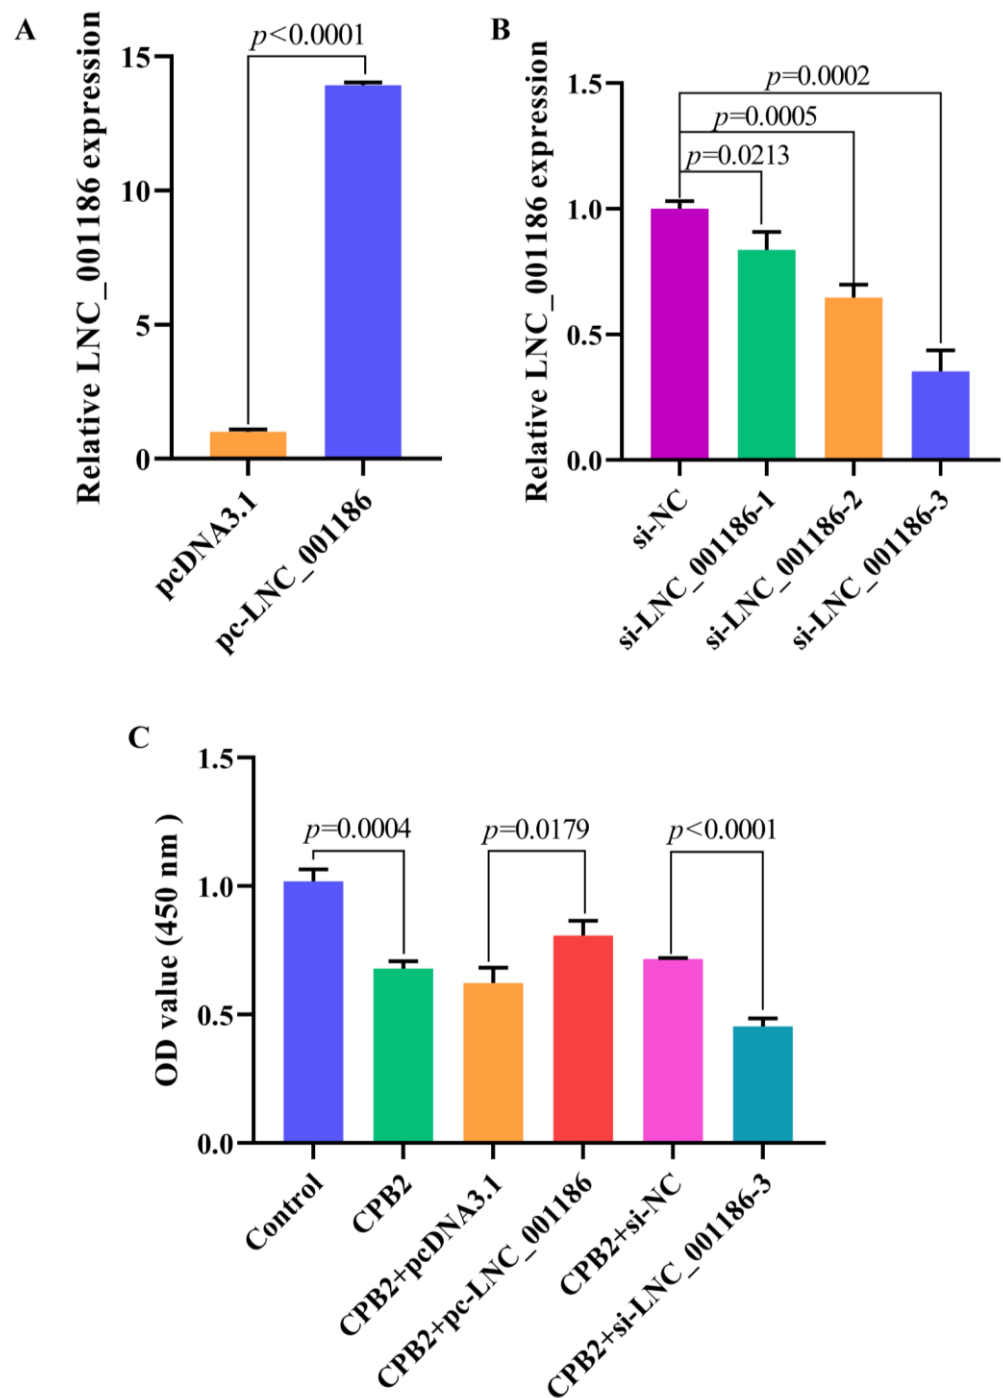 A
Relative LNC_001186 expression
15
10
5
0
p<0.0001
pcDNA3.1
pc-LNC_001186
B
Relative LNC_001186 expression
1.5
1.0
0.5
0.0
p=0.0002
p=0.0005
p=0.0213
si-NC
si-LNC_001186-1
si-LNC_001186-2
si-LNC_001186-3
C
OD value (450 nm )
1.5
1.0
0.5
0.0
p=0.0004
p=0.0179
p<0.0001
Control
CPB2
CPB2+pcDNA3.1
CPB2+pc-LNC_001186
CPB2+si-NC
CPB2+si-LNC_001186-3